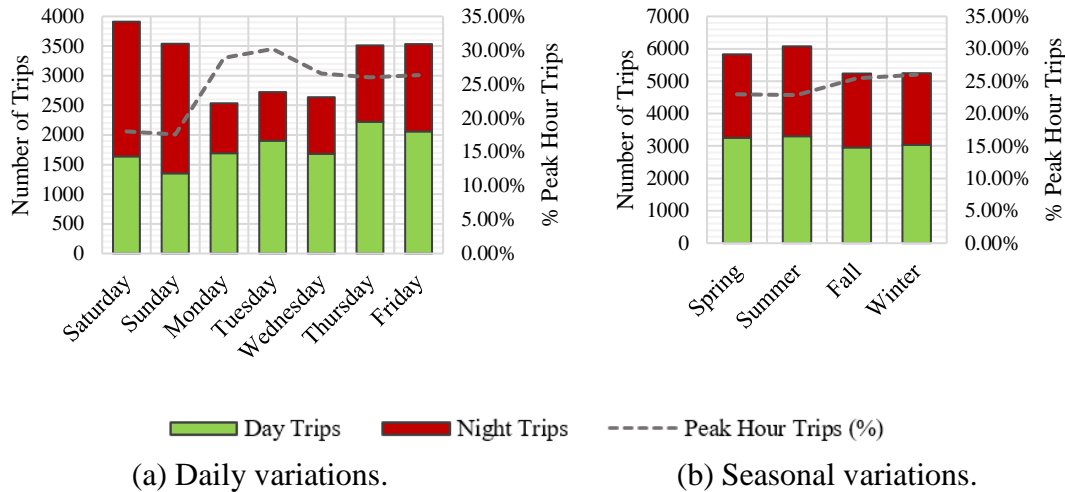 Number of Trips
4000
3500
3000
2500
2000
1500
1000
500
0
35.00%
30.00%
25.00%
20.00%
15.00%
10.00%
5.00%
0.00%
% Peak Hour Trips
Saturday
Sunday
Monday
Tuesday
Wednesday
Thursday
Friday
Number of Trips
7000
6000
5000
4000
3000
2000
1000
0
35.00%
30.00%
25.00%
20.00%
15.00%
10.00%
5.00%
0.00%
% Peak Hour Trips
Spring
Summer
Fall
Winter
Day Trips Night Trips Peak Hour Trips (%)
(a) Daily variations. (b) Seasonal variations.